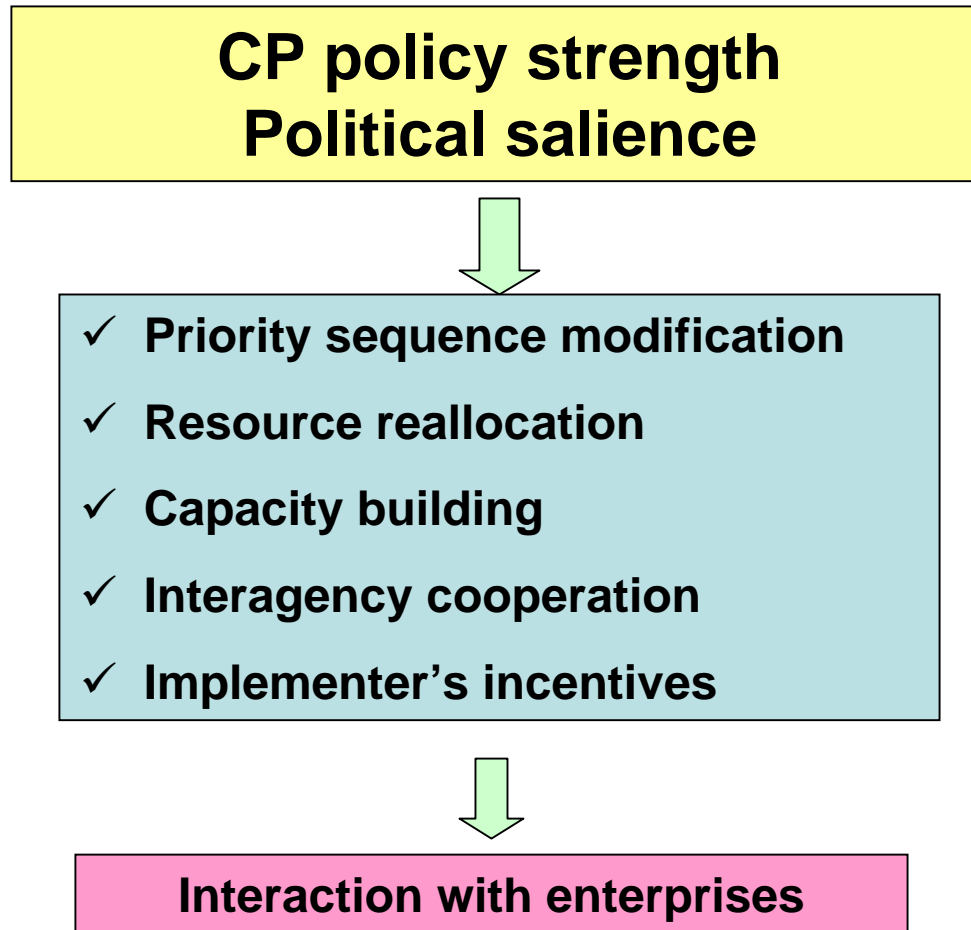 CP policy strength
Political salience
✓ Priority sequence modification
✓ Resource reallocation
✓ Capacity building
✓ Interagency cooperation
✓ Implementer’s incentives
Interaction with enterprises